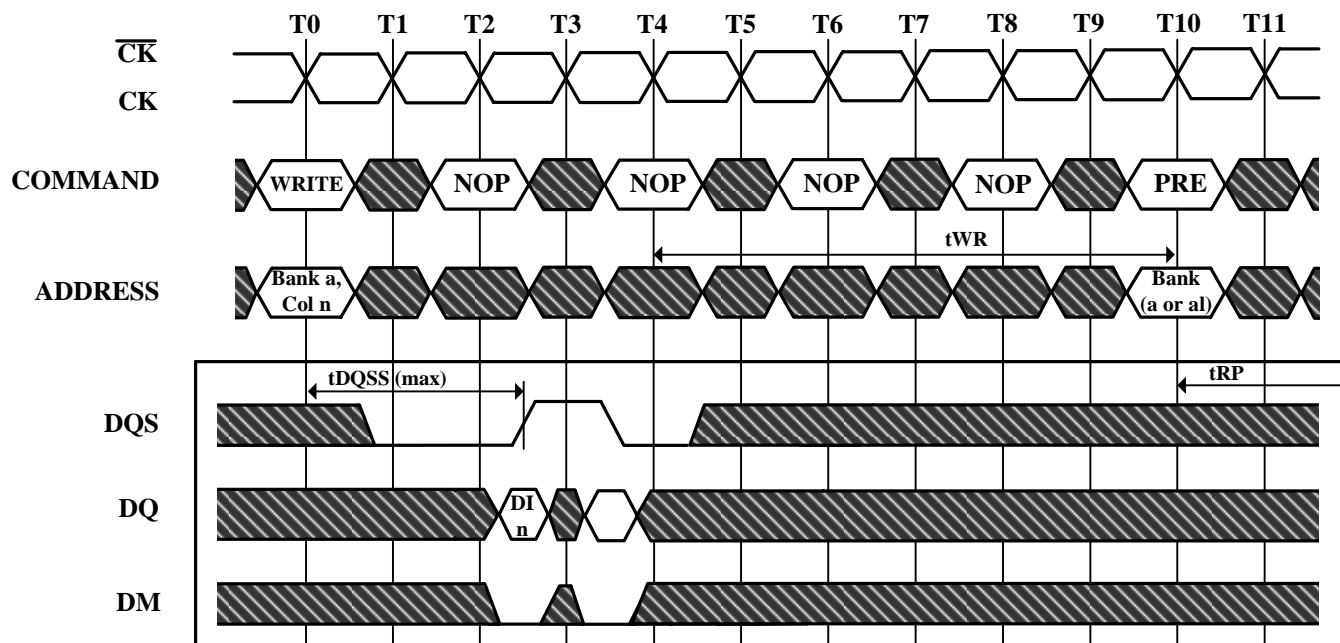 T0 T1 T2 T3 T4 T5 T6 T7 T8 T9 T10 T11
CK
CK
COMMAND WRITE NOP NOP NOP NOP PRE
tWR
ADDRESS Bank a, Col n Bank (a or al)
tDQSS (max) tRP
DQS
DQ DI n
DM